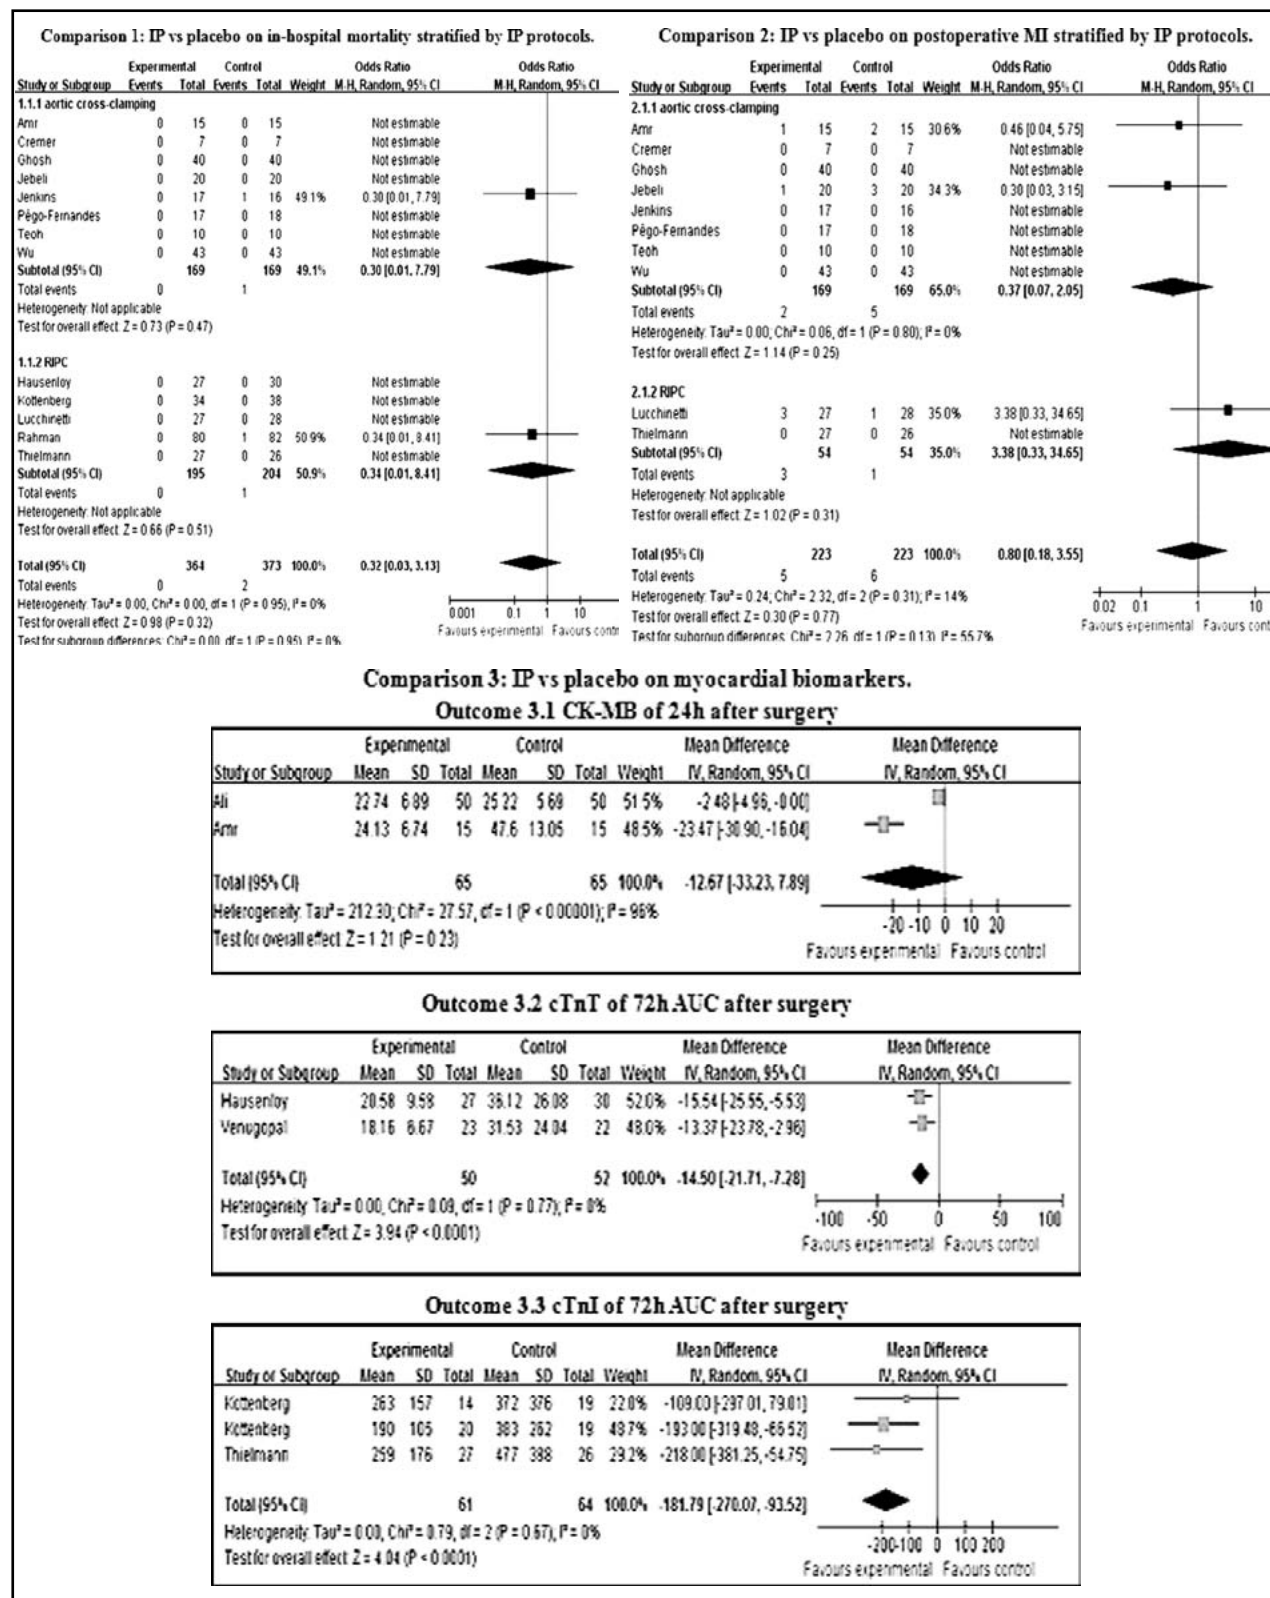 Comparison 1: IP vs placebo on in-hospital mortality stratified by IP protocols.
Experimental Control Odds Ratio Odds Ratio
Study or Subgroup Events Total Events Total Weight M-H, Random, 95% CI M-H, Random, 95% CI
1.1.1 aortic cross-clamping
Amr 0 15 0 15 Not estimable
Cremer 0 7 0 7 Not estimable
Ghosh 0 40 0 40 Not estimable
Jebeli 0 20 0 20 Not estimable
Jenkins 0 17 1 16 49.1% 0.30 [0.01, 7.79]
Pêgo-Fernandes 0 17 0 18 Not estimable
Teoh 0 10 0 10 Not estimable
Wu 0 43 0 43 Not estimable
Subtotal (95% CI) 169 169 49.1% 0.30 [0.01, 7.79]
Total events 0 1
Heterogeneity: Not applicable
Test for overall effect: Z = 0.73 (P = 0.47)
1.1.2 RIPC
Hausenloy 0 27 0 30 Not estimable
Kottenberg 0 34 0 38 Not estimable
Lucchinetti 0 27 0 28 Not estimable
Rahman 0 80 1 82 50.9% 0.34 [0.01, 8.41]
Thielmann 0 27 0 26 Not estimable
Subtotal (95% CI) 195 204 50.9% 0.34 [0.01, 8.41]
Total events 0 1
Heterogeneity: Not applicable
Test for overall effect: Z = 0.66 (P = 0.51)
Total (95% CI) 364 373 100.0% 0.32 [0.03, 3.13]
Total events 0 2
Heterogeneity: Tau² = 0.00; Chi² = 0.00, df = 1 (P = 0.95); I² = 0%
Test for overall effect: Z = 0.98 (P = 0.32)
Test for subgroup differences: Chi² = 0.00, df = 1 (P = 0.95), I² = 0%
0.001 0.1 1 10
Favours experimental Favours contr
Comparison 2: IP vs placebo on postoperative MI stratified by IP protocols.
Experimental Control Odds Ratio Odds Ratio
Study or Subgroup Events Total Events Total Weight M-H, Random, 95% CI M-H, Random, 95% CI
2.1.1 aortic cross-clamping
Amr 1 15 2 15 30.6% 0.46 [0.04, 5.75]
Cremer 0 7 0 7 Not estimable
Ghosh 0 40 0 40 Not estimable
Jebeli 1 20 3 20 34.3% 0.30 [0.03, 3.15]
Jenkins 0 17 0 16 Not estimable
Pêgo-Fernandes 0 17 0 18 Not estimable
Teoh 0 10 0 10 Not estimable
Wu 0 43 0 43 Not estimable
Subtotal (95% CI) 169 169 65.0% 0.37 [0.07, 2.05]
Total events 2 5
Heterogeneity: Tau² = 0.00; Chi² = 0.06, df = 1 (P = 0.80); I² = 0%
Test for overall effect: Z = 1.14 (P = 0.25)
2.1.2 RIPC
Lucchinetti 3 27 1 28 35.0% 3.38 [0.33, 34.65]
Thielmann 0 27 0 26 Not estimable
Subtotal (95% CI) 54 54 35.0% 3.38 [0.33, 34.65]
Total events 3 1
Heterogeneity: Not applicable
Test for overall effect: Z = 1.02 (P = 0.31)
Total (95% CI) 223 223 100.0% 0.80 [0.18, 3.55]
Total events 5 6
Heterogeneity: Tau² = 0.24; Chi² = 2.32, df = 2 (P = 0.31); I² = 14%
Test for overall effect: Z = 0.30 (P = 0.77)
Test for subgroup differences: Chi² = 2.26, df = 1 (P = 0.13), I² = 55.7%
0.02 0.1 1 10
Favours experimental Favours cont
Comparison 3: IP vs placebo on myocardial biomarkers.
Outcome 3.1 CK-MB of 24h after surgery
Experimental Control Mean Difference Mean Difference
Study or Subgroup Mean SD Total Mean SD Total Weight IV, Random, 95% CI IV, Random, 95% CI
Ali 22.74 6.89 50 25.22 5.69 50 51.5% -2.48 [-4.96, -0.00]
Amr 24.13 6.74 15 47.6 13.05 15 48.5% -23.47 [-30.90, -16.04]
Total (95% CI) 65 65 100.0% -12.67 [-33.23, 7.89]
Heterogeneity: Tau² = 212.30; Chi² = 27.57, df = 1 (P < 0.00001); I² = 96%
Test for overall effect: Z = 1.21 (P = 0.23)
-20 -10 0 10 20
Favours experimental Favours control
Outcome 3.2 cTnT of 72h AUC after surgery
Experimental Control Mean Difference Mean Difference
Study or Subgroup Mean SD Total Mean SD Total Weight IV, Random, 95% CI IV, Random, 95% CI
Hausenloy 20.58 9.58 27 36.12 26.08 30 52.0% -15.54 [-25.55, -5.53]
Venugopal 18.16 6.67 23 31.53 24.04 22 48.0% -13.37 [-23.78, -2.96]
Total (95% CI) 50 52 100.0% -14.50 [-21.71, -7.28]
Heterogeneity: Tau² = 0.00; Chi² = 0.09, df = 1 (P = 0.77); I² = 0%
Test for overall effect: Z = 3.94 (P < 0.0001)
-100 -50 0 50 100
Favours experimental Favours control
Outcome 3.3 cTnI of 72h AUC after surgery
Experimental Control Mean Difference Mean Difference
Study or Subgroup Mean SD Total Mean SD Total Weight IV, Random, 95% CI IV, Random, 95% CI
Kottenberg 263 157 14 372 376 19 22.0% -109.00 [-297.01, 79.01]
Kottenberg 190 105 20 383 262 19 48.7% -193.00 [-319.48, -66.52]
Thielmann 259 176 27 477 388 26 29.2% -218.00 [-381.25, -54.75]
Total (95% CI) 61 64 100.0% -181.79 [-270.07, -93.52]
Heterogeneity: Tau² = 0.00; Chi² = 0.79, df = 2 (P = 0.67); I² = 0%
Test for overall effect: Z = 4.04 (P < 0.0001)
-200 -100 0 100 200
Favours experimental Favours control